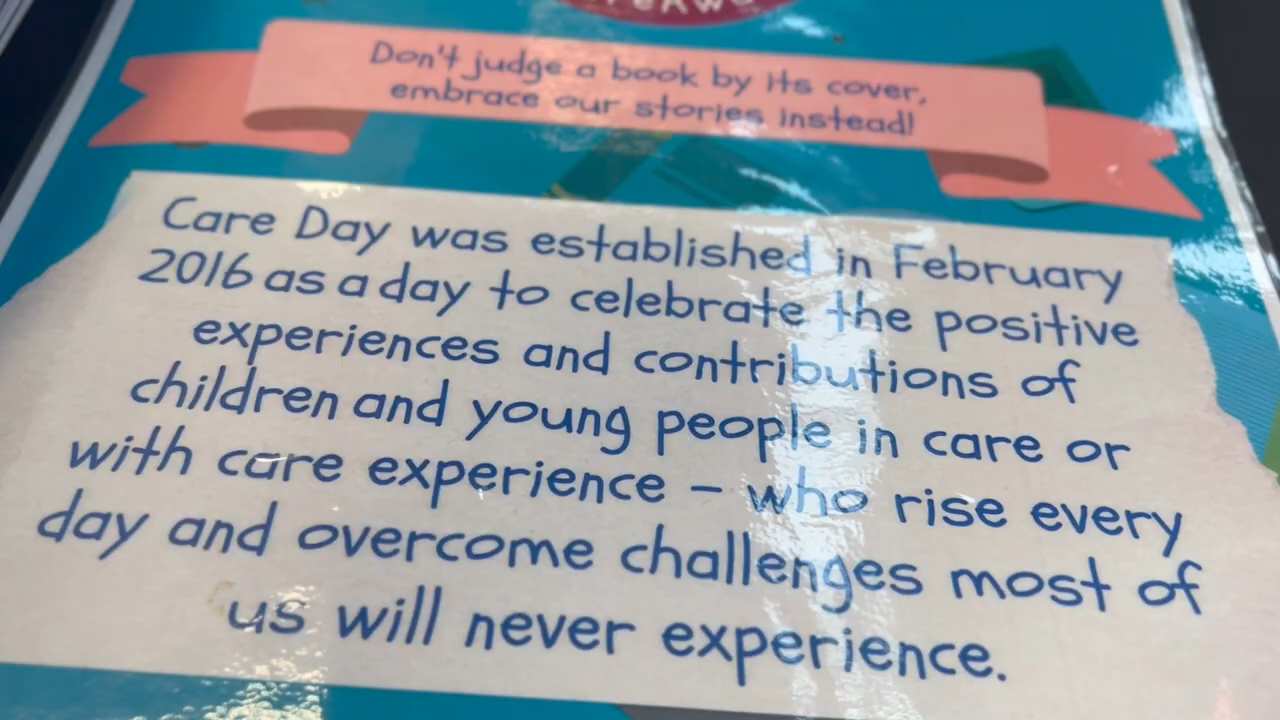 Don't judge a book by its cover,
embrace our stories instead!
Care Day was established in February
2016 as a day to celebrate the positive
experiences and contributions of
children and young people in care or
with care experience – who rise every
day and overcome challenges most of
us will never experience.